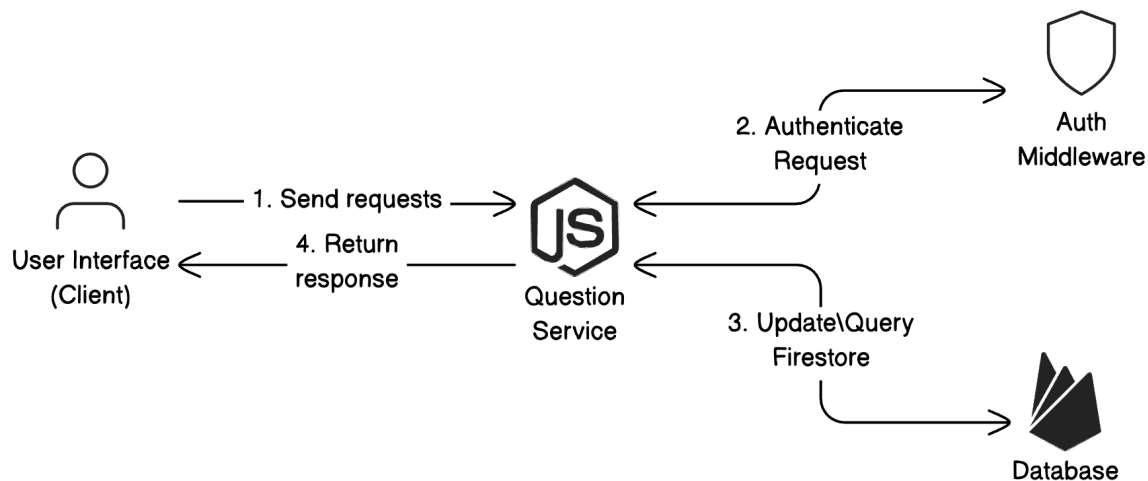 1. Send requests
4. Return
response
User Interface
(Client)
JS
Question
Service
2. Authenticate
Request
Auth
Middleware
3. Update\Query
Firestore
Database